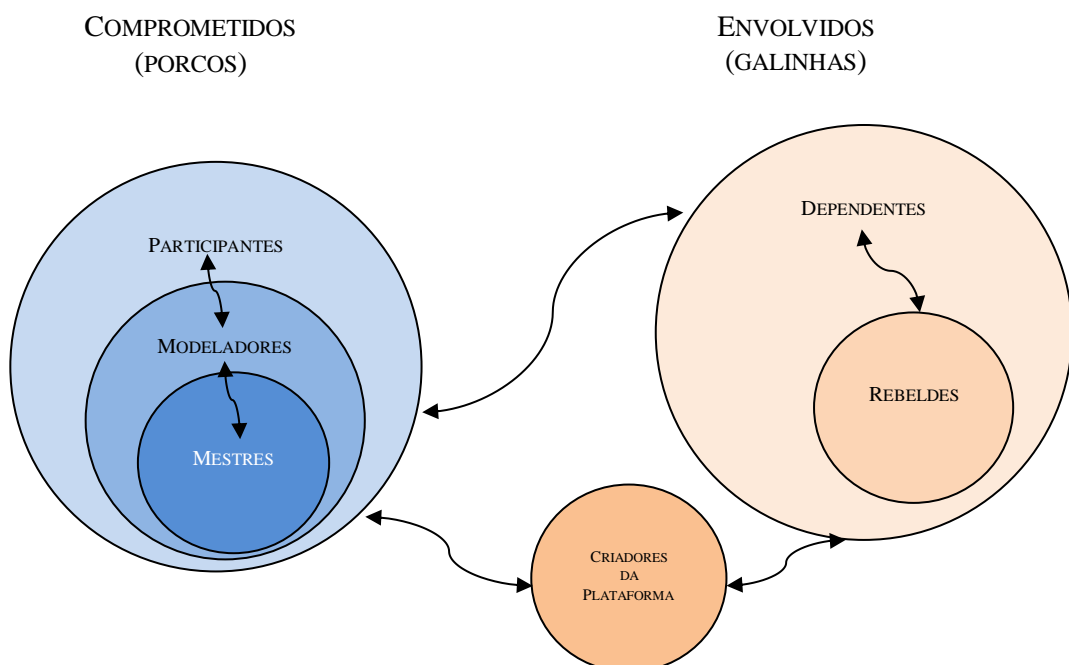 COMPROMETIDOS
(PORCOS)
ENVOLVIDOS
(GALINHAS)
PARTICIPANTES
MODELADORES
MESTRES
DEPENDENTES
REBELDES
CRIADORES
DA
PLATAFORMA